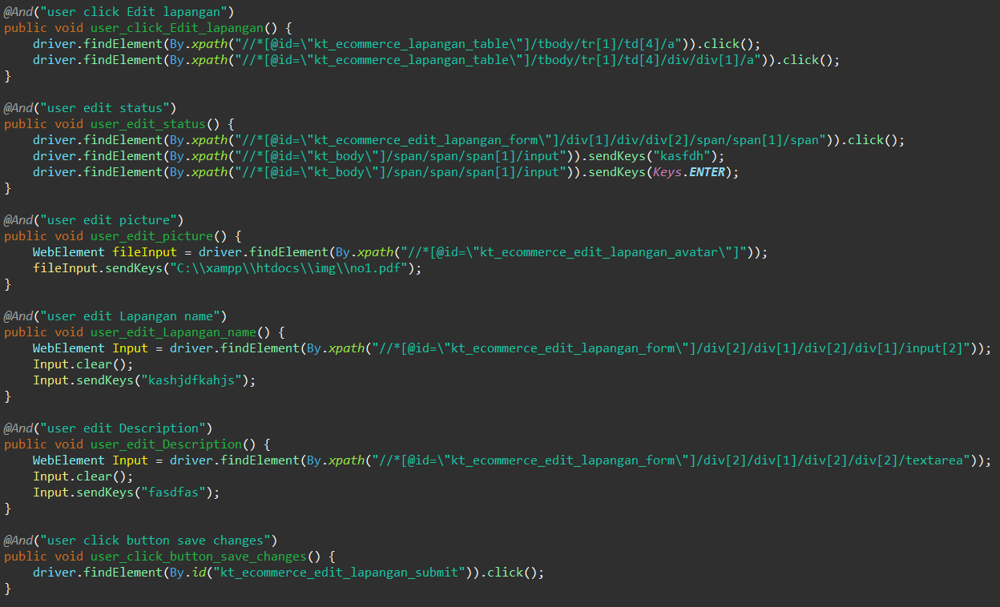 @And("user click Edit lapangan")
public void user_click_Edit_lapangan() {
    driver.findElement(By.xpath("//*[@id=\"kt_ecommerce_lapangan_table\"]/tbody/tr[1]/td[4]/a")).click();
    driver.findElement(By.xpath("//*[@id=\"kt_ecommerce_lapangan_table\"]/tbody/tr[1]/td[4]/div/div[1]/a")).click();
}

@And("user edit status")
public void user_edit_status() {
    driver.findElement(By.xpath("//*[@id=\"kt_ecommerce_edit_lapangan_form\"]/div[1]/div/div[2]/span/span[1]/span")).click();
    driver.findElement(By.xpath("//*[@id=\"kt_body\"]/span/span/span[1]/input")).sendKeys("kasfdh");
    driver.findElement(By.xpath("//*[@id=\"kt_body\"]/span/span/span[1]/input")).sendKeys(Keys.ENTER);
}

@And("user edit picture")
public void user_edit_picture() {
    WebElement fileInput = driver.findElement(By.xpath("//*[@id=\"kt_ecommerce_edit_lapangan_avatar\"]"));
    fileInput.sendKeys("C:\\xampp\\htdocs\\img\\no1.pdf");
}

@And("user edit Lapangan name")
public void user_edit_Lapangan_name() {
    WebElement Input = driver.findElement(By.xpath("//*[@id=\"kt_ecommerce_edit_lapangan_form\"]/div[2]/div[1]/div[2]/div[1]/input[2]"));
    Input.clear();
    Input.sendKeys("kashjdfkahjs");
}

@And("user edit Description")
public void user_edit_Description() {
    WebElement Input = driver.findElement(By.xpath("//*[@id=\"kt_ecommerce_edit_lapangan_form\"]/div[2]/div[1]/div[2]/div[2]/textarea"));
    Input.clear();
    Input.sendKeys("fasdfas");
}

@And("user click button save changes")
public void user_click_button_save_changes() {
    driver.findElement(By.id("kt_ecommerce_edit_lapangan_submit")).click();
}